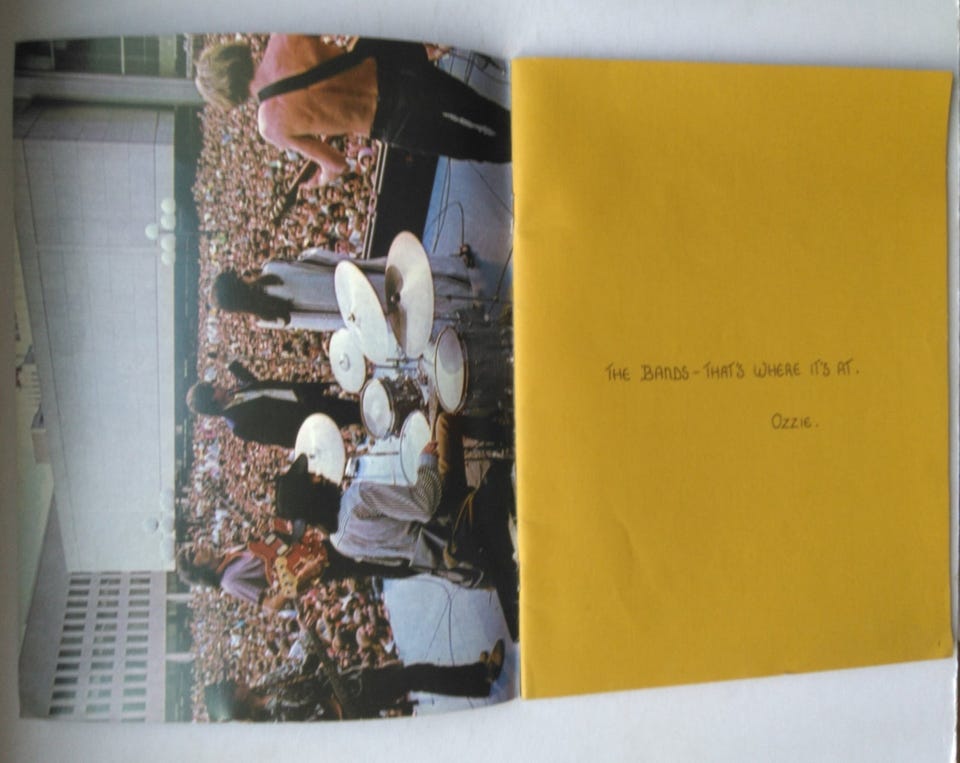 THE BANDS - THAT'S WHERE IT'S AT.
OZZIE.